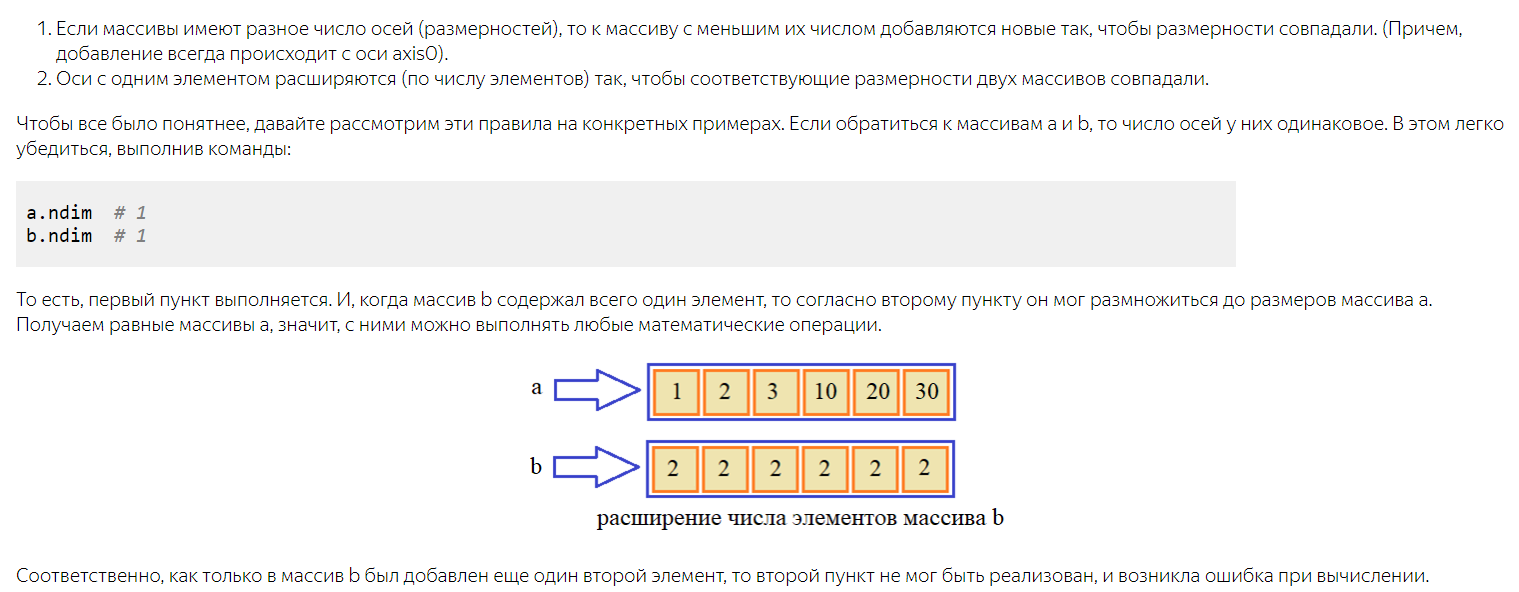 1. Если массивы имеют разное число осей (размерностей), то к массиву с меньшим их числом добавляются новые так, чтобы размерности совпадали. (Причем,
добавление всегда происходит с оси axis0).
2. Оси с одним элементом расширяются (по числу элементов) так, чтобы соответствующие размерности двух массивов совпадали.
Чтобы все было понятнее, давайте рассмотрим эти правила на конкретных примерах. Если обратиться к массивам a и b, то число осей у них одинаковое. В этом легко
убедиться, выполнив команды:
a.ndim # 1
b.ndim # 1
То есть, первый пункт выполняется. И, когда массив b содержал всего один элемент, то согласно второму пункту он мог размножиться до размеров массива a.
Получаем равные массивы а, значит, с ними можно выполнять любые математические операции.
a 1 2 3 10 20 30
b 2 2 2 2 2 2
расширение числа элементов массива b
Соответственно, как только в массив b был добавлен еще один второй элемент, то второй пункт не мог быть реализован, и возникла ошибка при вычислении.